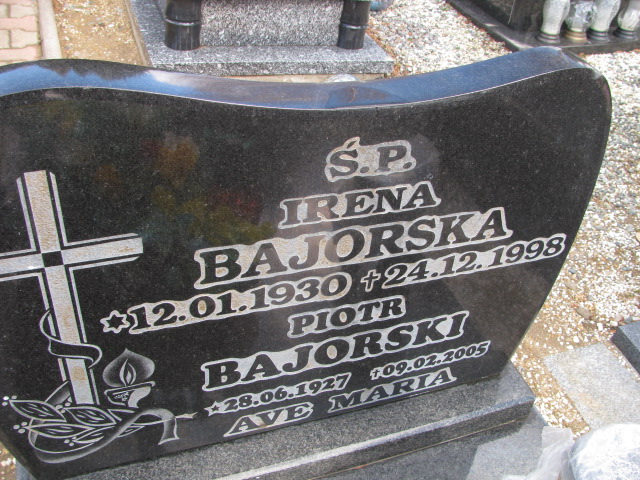 Ś.P.
IRENA
BAJORSKA
*12.01.1930 †24.12.1998
PIOTR
BAJORSKI
*28.06.1927 †09.02.2005
AVE MARIA